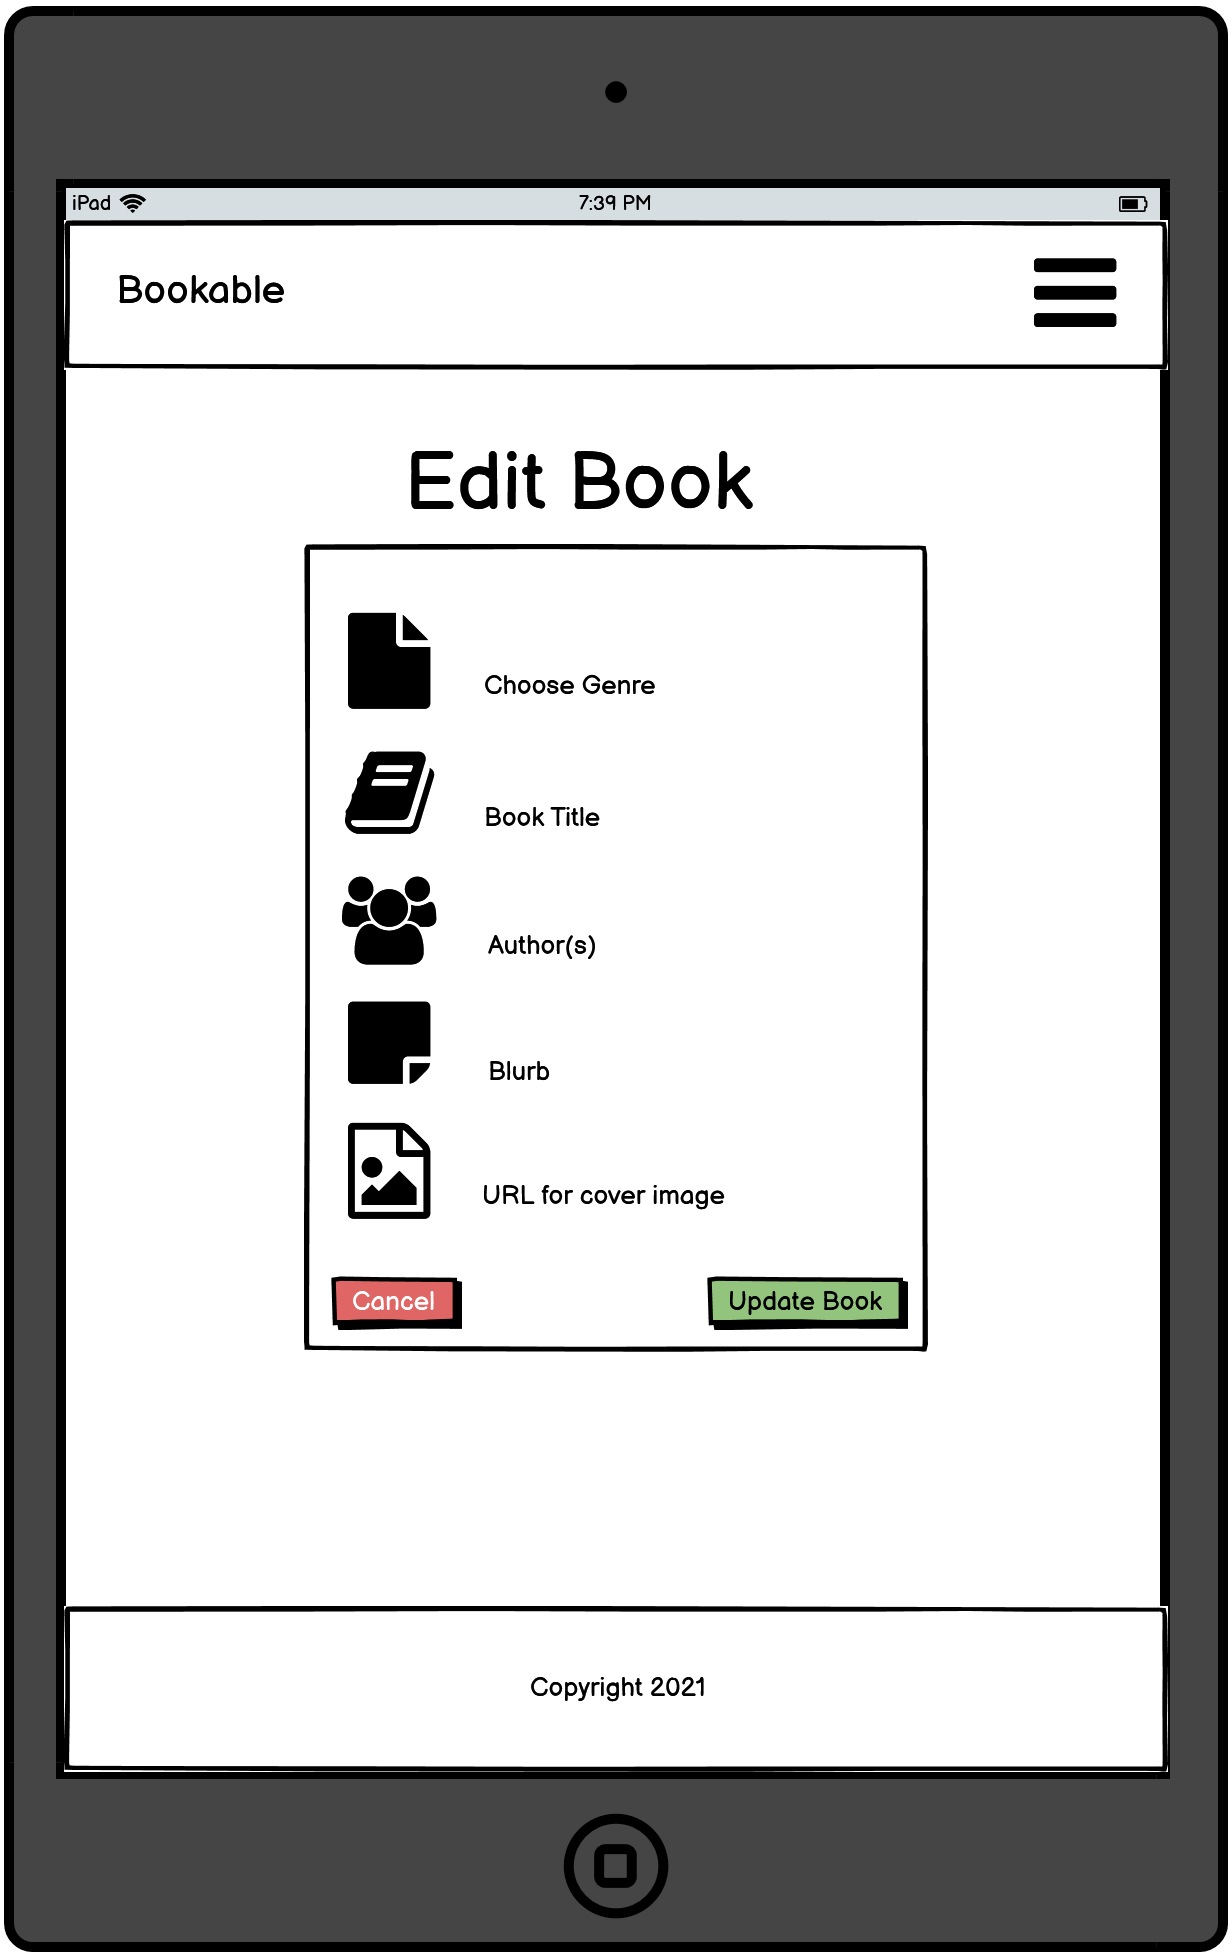 iPad 7:39 PM
Bookable
Edit Book
Choose Genre
Book Title
Author(s)
Blurb
URL for cover image
Cancel Update Book
Copyright 2021